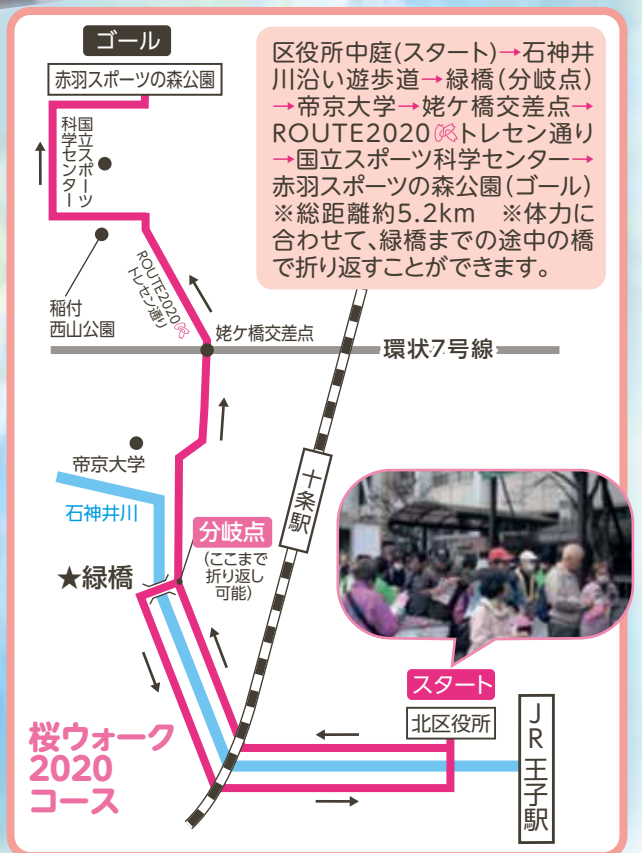 ゴール
赤羽スポーツの森公園
区役所中庭(スタート)→石神井
川沿い遊歩道→緑橋(分岐点)
→帝京大学→姥ケ橋交差点→
ROUTE2020トレセン通り
→国立スポーツ科学センター→
赤羽スポーツの森公園(ゴール)
※総距離約5.2km ※体力に
合わせて、緑橋までの途中の橋
で折り返すことができます。
国立スポーツ
科学センター
稲付
西山公園
ROUTE2020
トレセン通り
姥ケ橋交差点
環状7号線
帝京大学
石神井川
十条駅
分岐点
(ここまで
折り返し
可能)
★緑橋
スタート
北区役所
JR王子駅
桜ウォーク
2020
コース